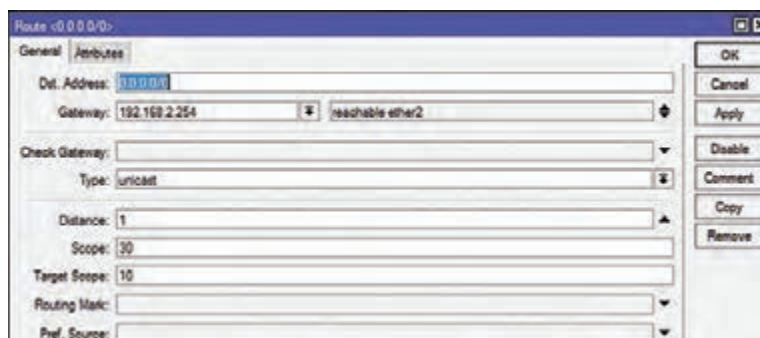 Route <0.0.0.0/0>
General Attributes
Dst. Address: 0.0.0.0/0
Gateway: 192.168.2.254 reachable ether2
Check Gateway:
Type: unicast
Distance: 1
Scope: 30
Target Scope: 10
Routing Mark:
Pref. Source:
OK
Cancel
Apply
Disable
Comment
Copy
Remove